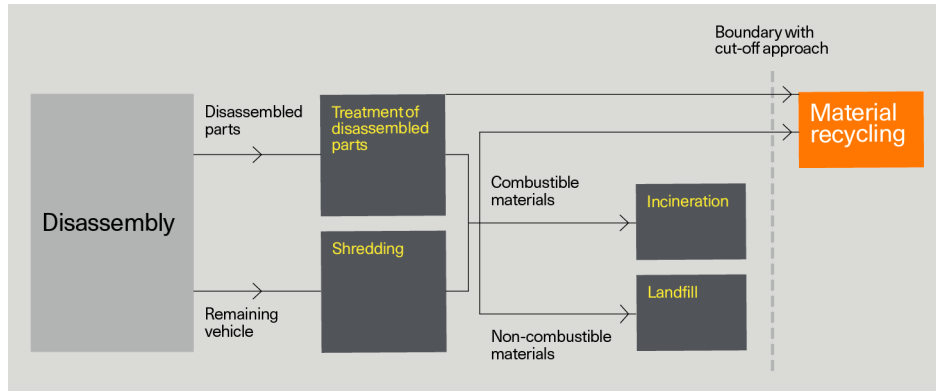 Boundary with
cut-off approach
Disassembled
parts
Treatment of
disassembled
parts
Material
recycling
Disassembly
Combustible
materials
Incineration
Shredding
Landfill
Remaining
vehicle
Non-combustible
materials